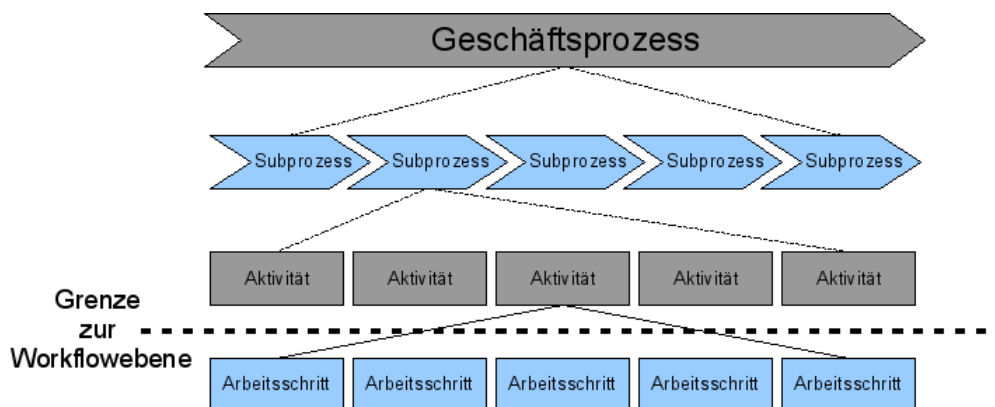 Geschäftsprozess
Subprozess Subprozess Subprozess Subprozess Subprozess
Aktivität Aktivität Aktivität Aktivität Aktivität
Grenze
zur
Workflowebene
Arbeitsschritt Arbeitsschritt Arbeitsschritt Arbeitsschritt Arbeitsschritt